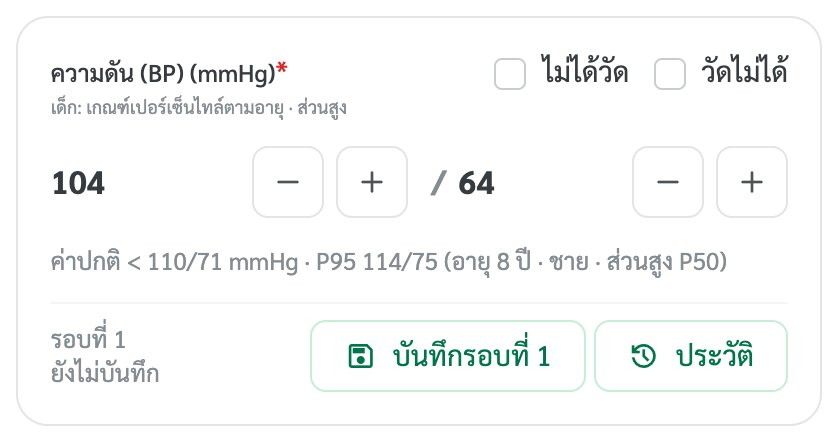 ความดัน (BP) (mmHg)* ไม่ได้วัด วัดไม่ได้
เด็ก: เกณฑ์เปอร์เซ็นไทล์ตามอายุ · ส่วนสูง
104 − + / 64 − +
ค่าปกติ < 110/71 mmHg · P95 114/75 (อายุ 8 ปี · ชาย · ส่วนสูง P50)
รอบที่ 1
ยังไม่บันทึก
บันทึกรอบที่ 1 ประวัติ